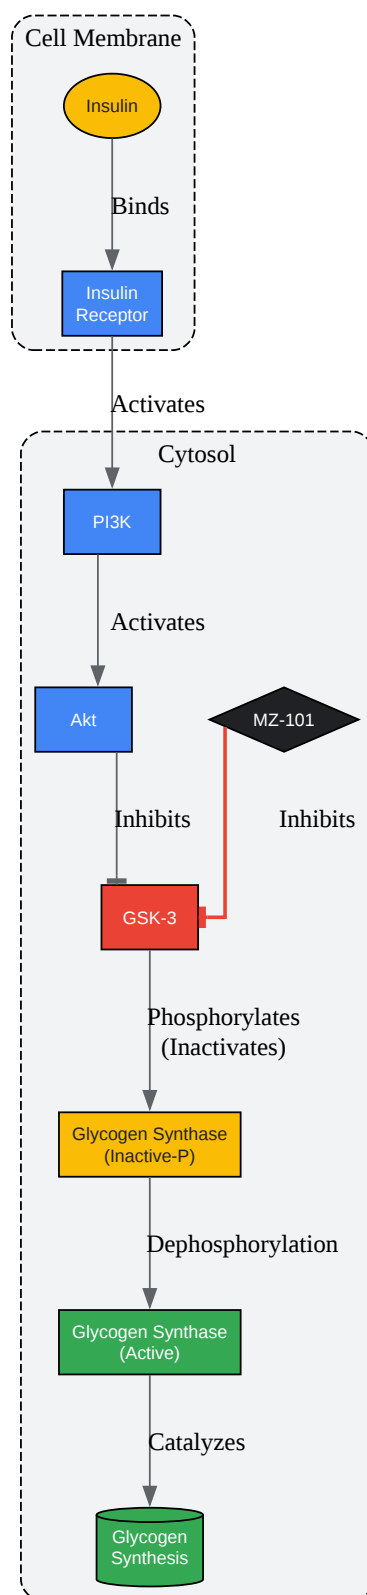 Cell Membrane
Insulin
Binds
Insulin
Receptor
Activates
Cytosol
PI3K
Activates
Akt
MZ-101
Inhibits
Inhibits
GSK-3
Phosphorylates
(Inactivates)
Glycogen Synthase
(Inactive-P)
Dephosphorylation
Glycogen Synthase
(Active)
Catalyzes
Glycogen
Synthesis